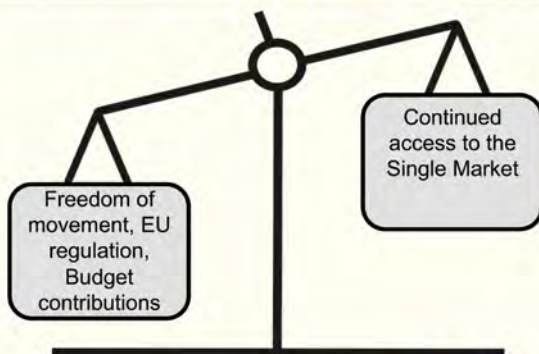 Continued
access to the
Single Market
Freedom of
movement, EU
regulation,
Budget
contributions